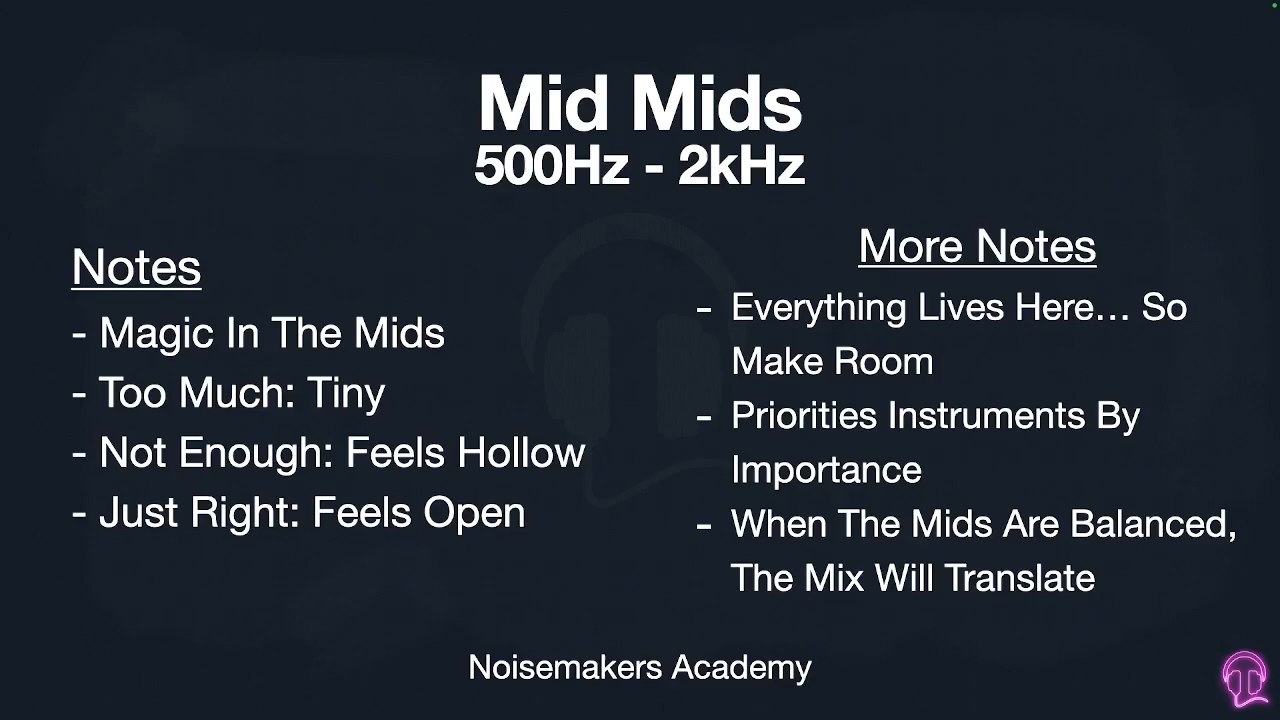 Mid Mids
500Hz - 2kHz
Notes
- Magic In The Mids
- Too Much: Tiny
- Not Enough: Feels Hollow
- Just Right: Feels Open
More Notes
- Everything Lives Here... So
Make Room
- Priorities Instruments By
Importance
- When The Mids Are Balanced,
The Mix Will Translate
Noisemakers Academy